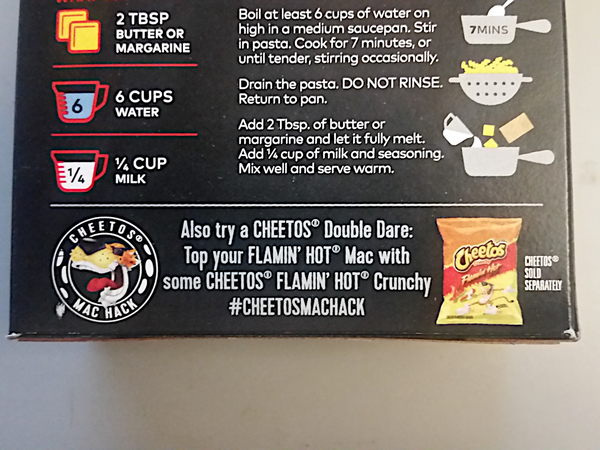 2 TBSP
BUTTER OR
MARGARINE
6
6 CUPS
WATER
1/4
¼ CUP
MILK
Boil at least 6 cups of water on
high in a medium saucepan. Stir
in pasta. Cook for 7 minutes, or
until tender, stirring occasionally.
7MINS
Drain the pasta. DO NOT RINSE.
Return to pan.
Add 2 Tbsp. of butter or
margarine and let it fully melt.
Add ¼ cup of milk and seasoning.
Mix well and serve warm.
CHEETOS®
MAC HACK
Also try a CHEETOS® Double Dare:
Top your FLAMIN' HOT® Mac with
some CHEETOS® FLAMIN' HOT® Crunchy
#CHEETOSMACHACK
Cheetos
Flamin' Hot
CHEETOS®
SOLD
SEPARATELY